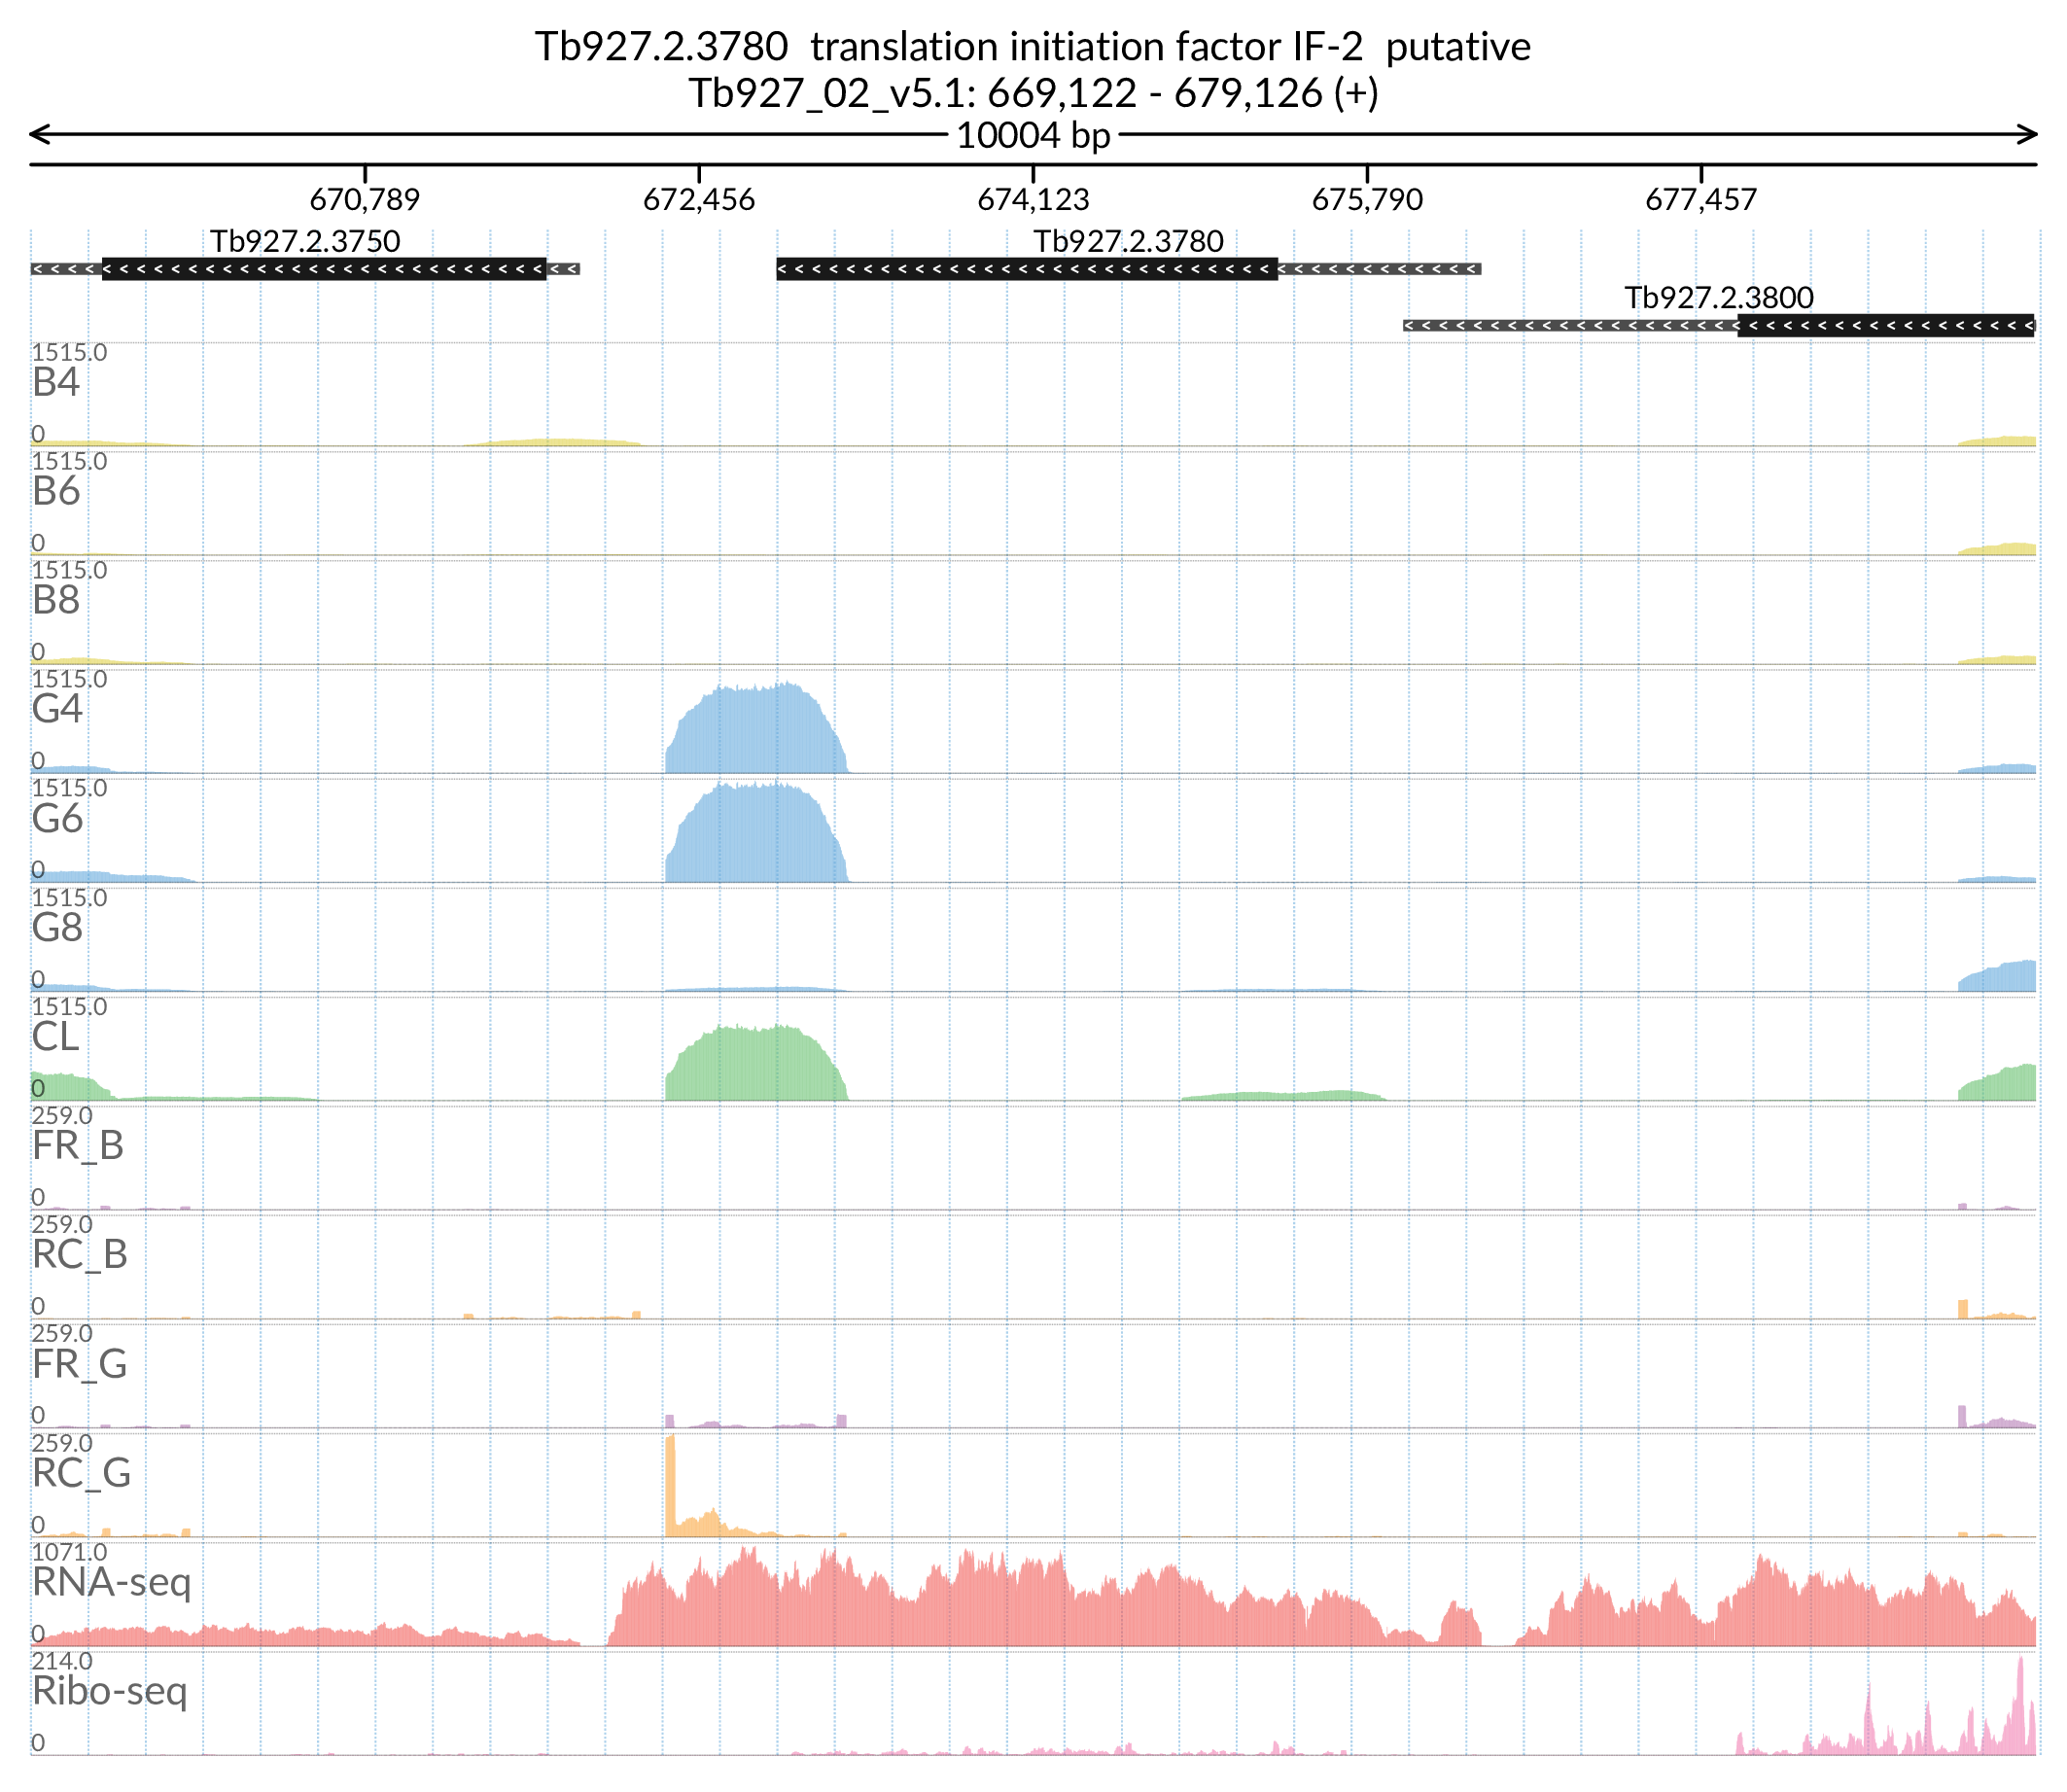 Tb927.2.3780  translation initiation factor IF-2  putative
Tb927_02_v5.1: 669,122 - 679,126 (+)
10004 bp
670,789 672,456 674,123 675,790 677,457
Tb927.2.3750 Tb927.2.3780
Tb927.2.3800
1515.0
B4
0
1515.0
B6
0
1515.0
B8
0
1515.0
G4
0
1515.0
G6
0
1515.0
G8
0
1515.0
CL
0
259.0
FR_B
0
259.0
RC_B
0
259.0
FR_G
0
259.0
RC_G
0
1071.0
RNA-seq
0
214.0
Ribo-seq
0